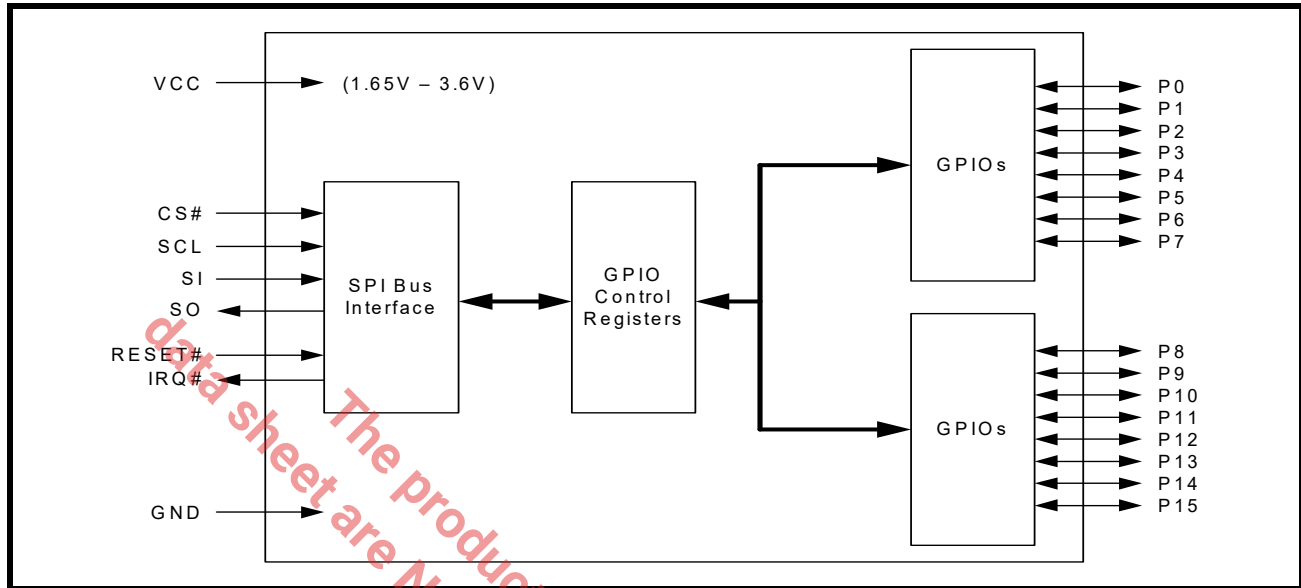 VCC
(1.65V – 3.6V)
CS#
SCL
SI
SO
RESET#
IRQ#
GND
SPI Bus
Interface
GPIO
Control
Registers
GPIOs
P0
P1
P2
P3
P4
P5
P6
P7
GPIOs
P8
P9
P10
P11
P12
P13
P14
P15
The produc
data sheet are N